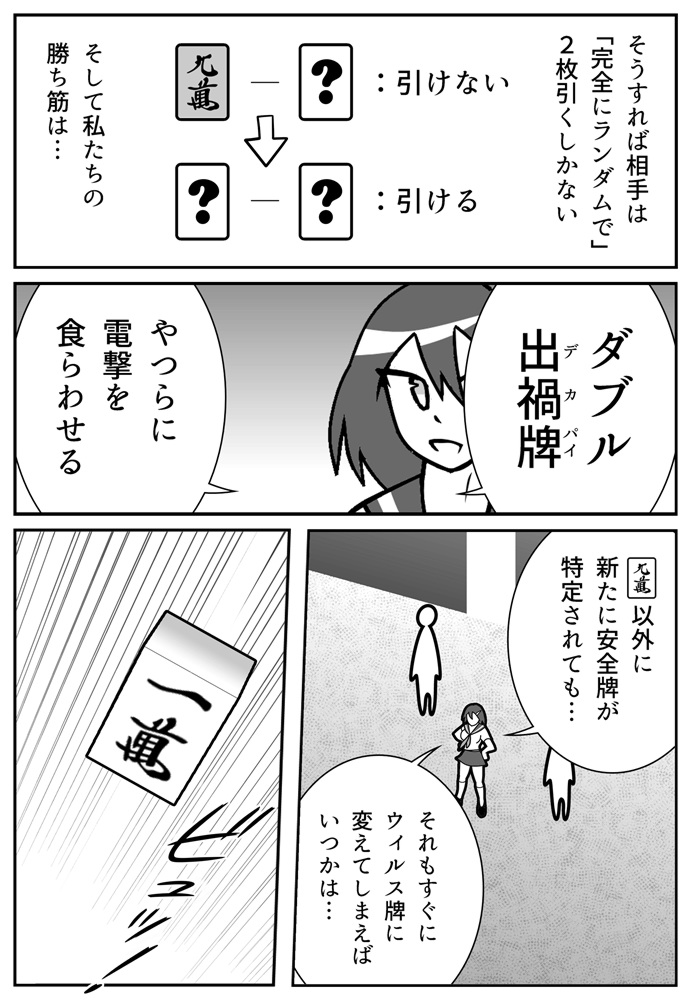 そうすれば相手は
「完全にランダムで」
2枚引くしかない
九萬 — ? :引けない
? — ? :引ける
そして私たちの
勝ち筋は…
ダブル
出禍牌
デカパイ
やつらに
電撃を
食らわせる
九萬以外に
新たに安全牌が
特定されても…
それもすぐに
ウィルス牌に
変えてしまえば
いつかは…
一萬
ビュッ